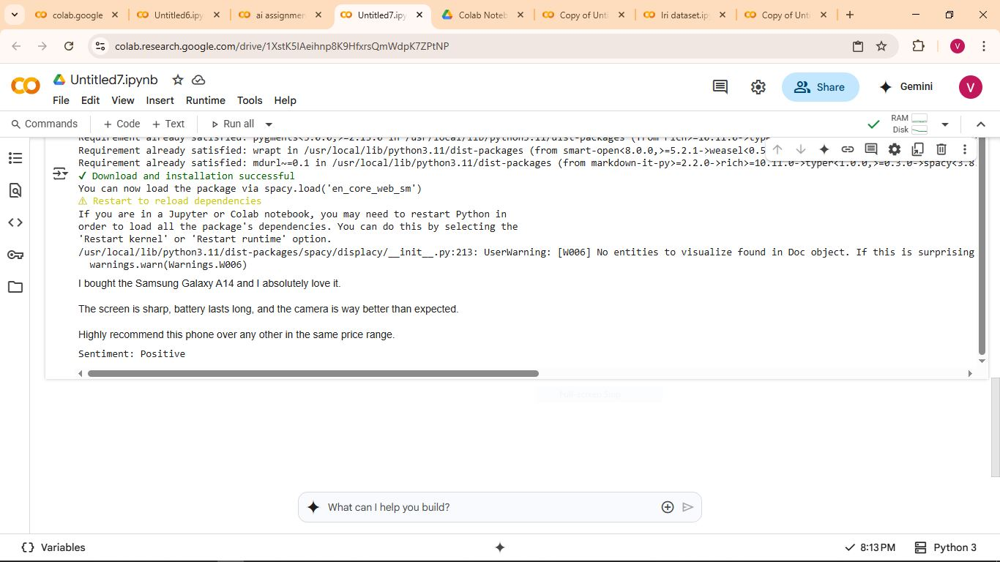 colab.google
Untitled6.ipy
ai assignmen
Untitled7.ipy
Colab Noteb
Copy of Unti
Iri dataset.ip
Copy of Unti
colab.research.google.com/drive/1XstK5IAeihnp8K9HfxrsQmWdpK7ZPtNP
V
Untitled7.ipynb
Share
Gemini
V
File Edit View Insert Runtime Tools Help
Commands + Code + Text Run all
RAM
Disk
Requirement already satisfied: pygments<3.0.0,>=2.13.0 in /usr/local/lib/python3.11/dist-packages (from rich>=10.11.0->type
Requirement already satisfied: wrapt in /usr/local/lib/python3.11/dist-packages (from smart-open<8.0.0,>=5.2.1->weasel<0.5
Requirement already satisfied: mdurl~=0.1 in /usr/local/lib/python3.11/dist-packages (from markdown-it-py>=2.2.0->rich>=10.11.0->typer<1.0.0,>=0.3.0->spacy<3.8
✔ Download and installation successful
You can now load the package via spacy.load('en_core_web_sm')
⚠ Restart to reload dependencies
If you are in a Jupyter or Colab notebook, you may need to restart Python in
order to load all the package's dependencies. You can do this by selecting the
'Restart kernel' or 'Restart runtime' option.
/usr/local/lib/python3.11/dist-packages/spacy/displacy/__init__.py:213: UserWarning: [W006] No entities to visualize found in Doc object. If this is surprising
warnings.warn(Warnings.W006)
I bought the Samsung Galaxy A14 and I absolutely love it.
The screen is sharp, battery lasts long, and the camera is way better than expected.
Highly recommend this phone over any other in the same price range.
Sentiment: Positive
Full-screen Snip
What can I help you build?
{} Variables
8:13 PM
Python 3